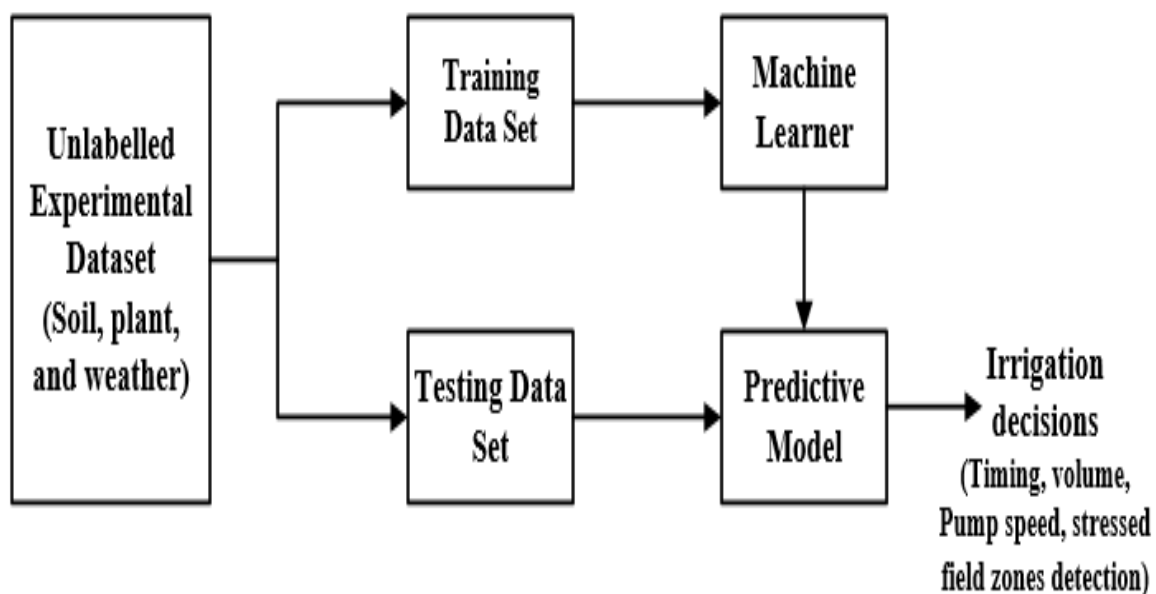 Unlabelled
Experimental
Dataset
(Soil, plant,
and weather)
Training
Data Set
Machine
Learner
Testing Data
Set
Predictive
Model
Irrigation
decisions
(Timing, volume,
Pump speed, stressed
field zones detection)